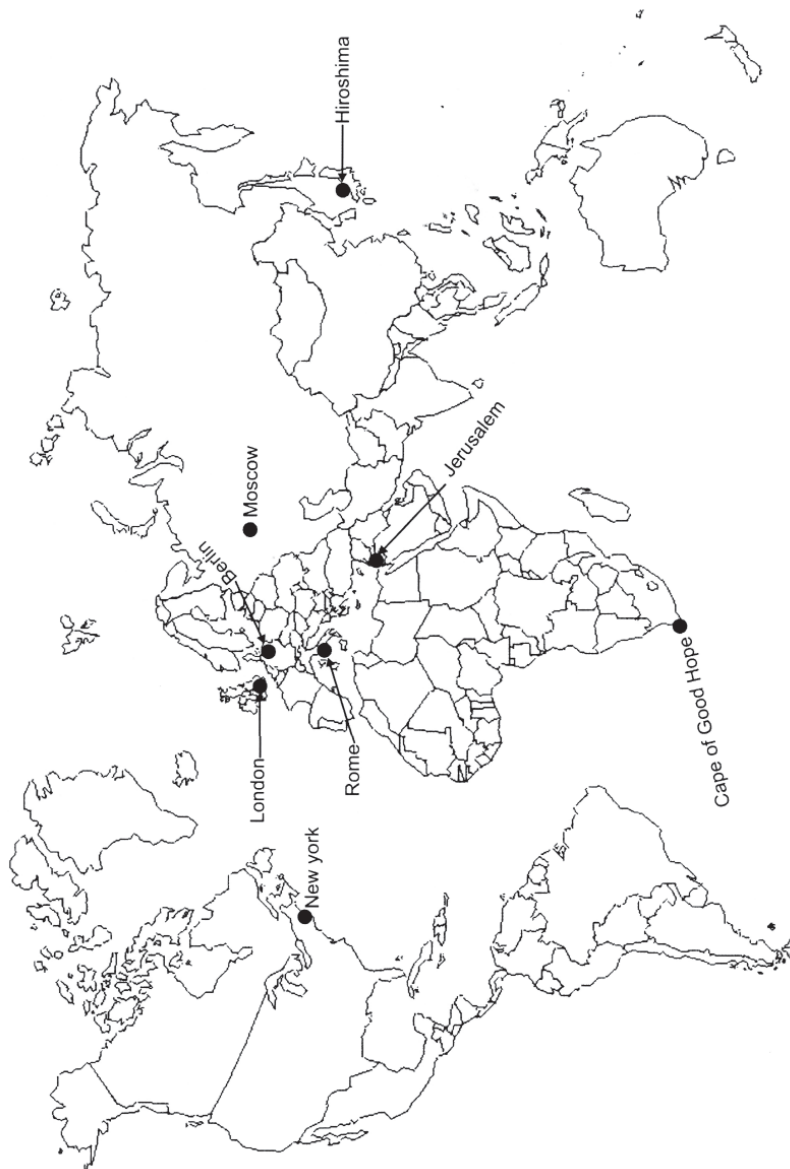 Hiroshima
Moscow
Berlin
Jerusalem
London
Rome
New york
Cape of Good Hope